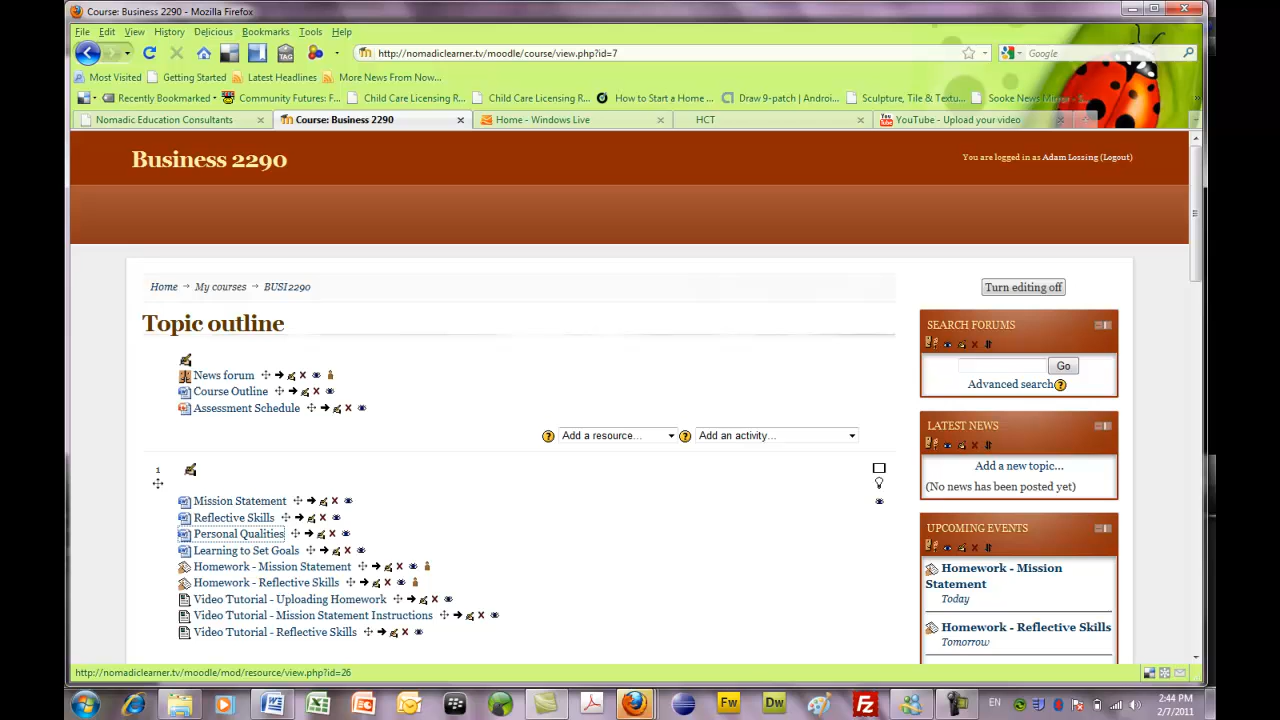 Course: Business 2290 - Mozilla Firefox
File Edit View History Delicious Bookmarks Tools Help
TAG http://nomadiclearner.tv/moodle/course/view.php?id=7 Google
Most Visited Getting Started Latest Headlines More News From Now...
Recently Bookmarked Community Futures: F... Child Care Licensing R... Child Care Licensing R... How to Start a Home ... Draw 9-patch | Androi... Sculpture, Tile & Textu... Sooke News Mirror - S...
Nomadic Education Consultants Course: Business 2290 Home - Windows Live HCT YouTube - Upload your video
Business 2290
You are logged in as Adam Lossing (Logout)
Home → My courses → BUSI2290
Turn editing off
Topic outline
News forum
Course Outline
Assessment Schedule
Add a resource... Add an activity...
1
Mission Statement
Reflective Skills
Personal Qualities
Learning to Set Goals
Homework - Mission Statement
Homework - Reflective Skills
Video Tutorial - Uploading Homework
Video Tutorial - Mission Statement Instructions
Video Tutorial - Reflective Skills
SEARCH FORUMS
Go
Advanced search
LATEST NEWS
Add a new topic...
(No news has been posted yet)
UPCOMING EVENTS
Homework - Mission
Statement
Today
Homework - Reflective Skills
Tomorrow
http://nomadiclearner.tv/moodle/mod/resource/view.php?id=26
Fw Dw EN 2:44 PM
2/7/2011